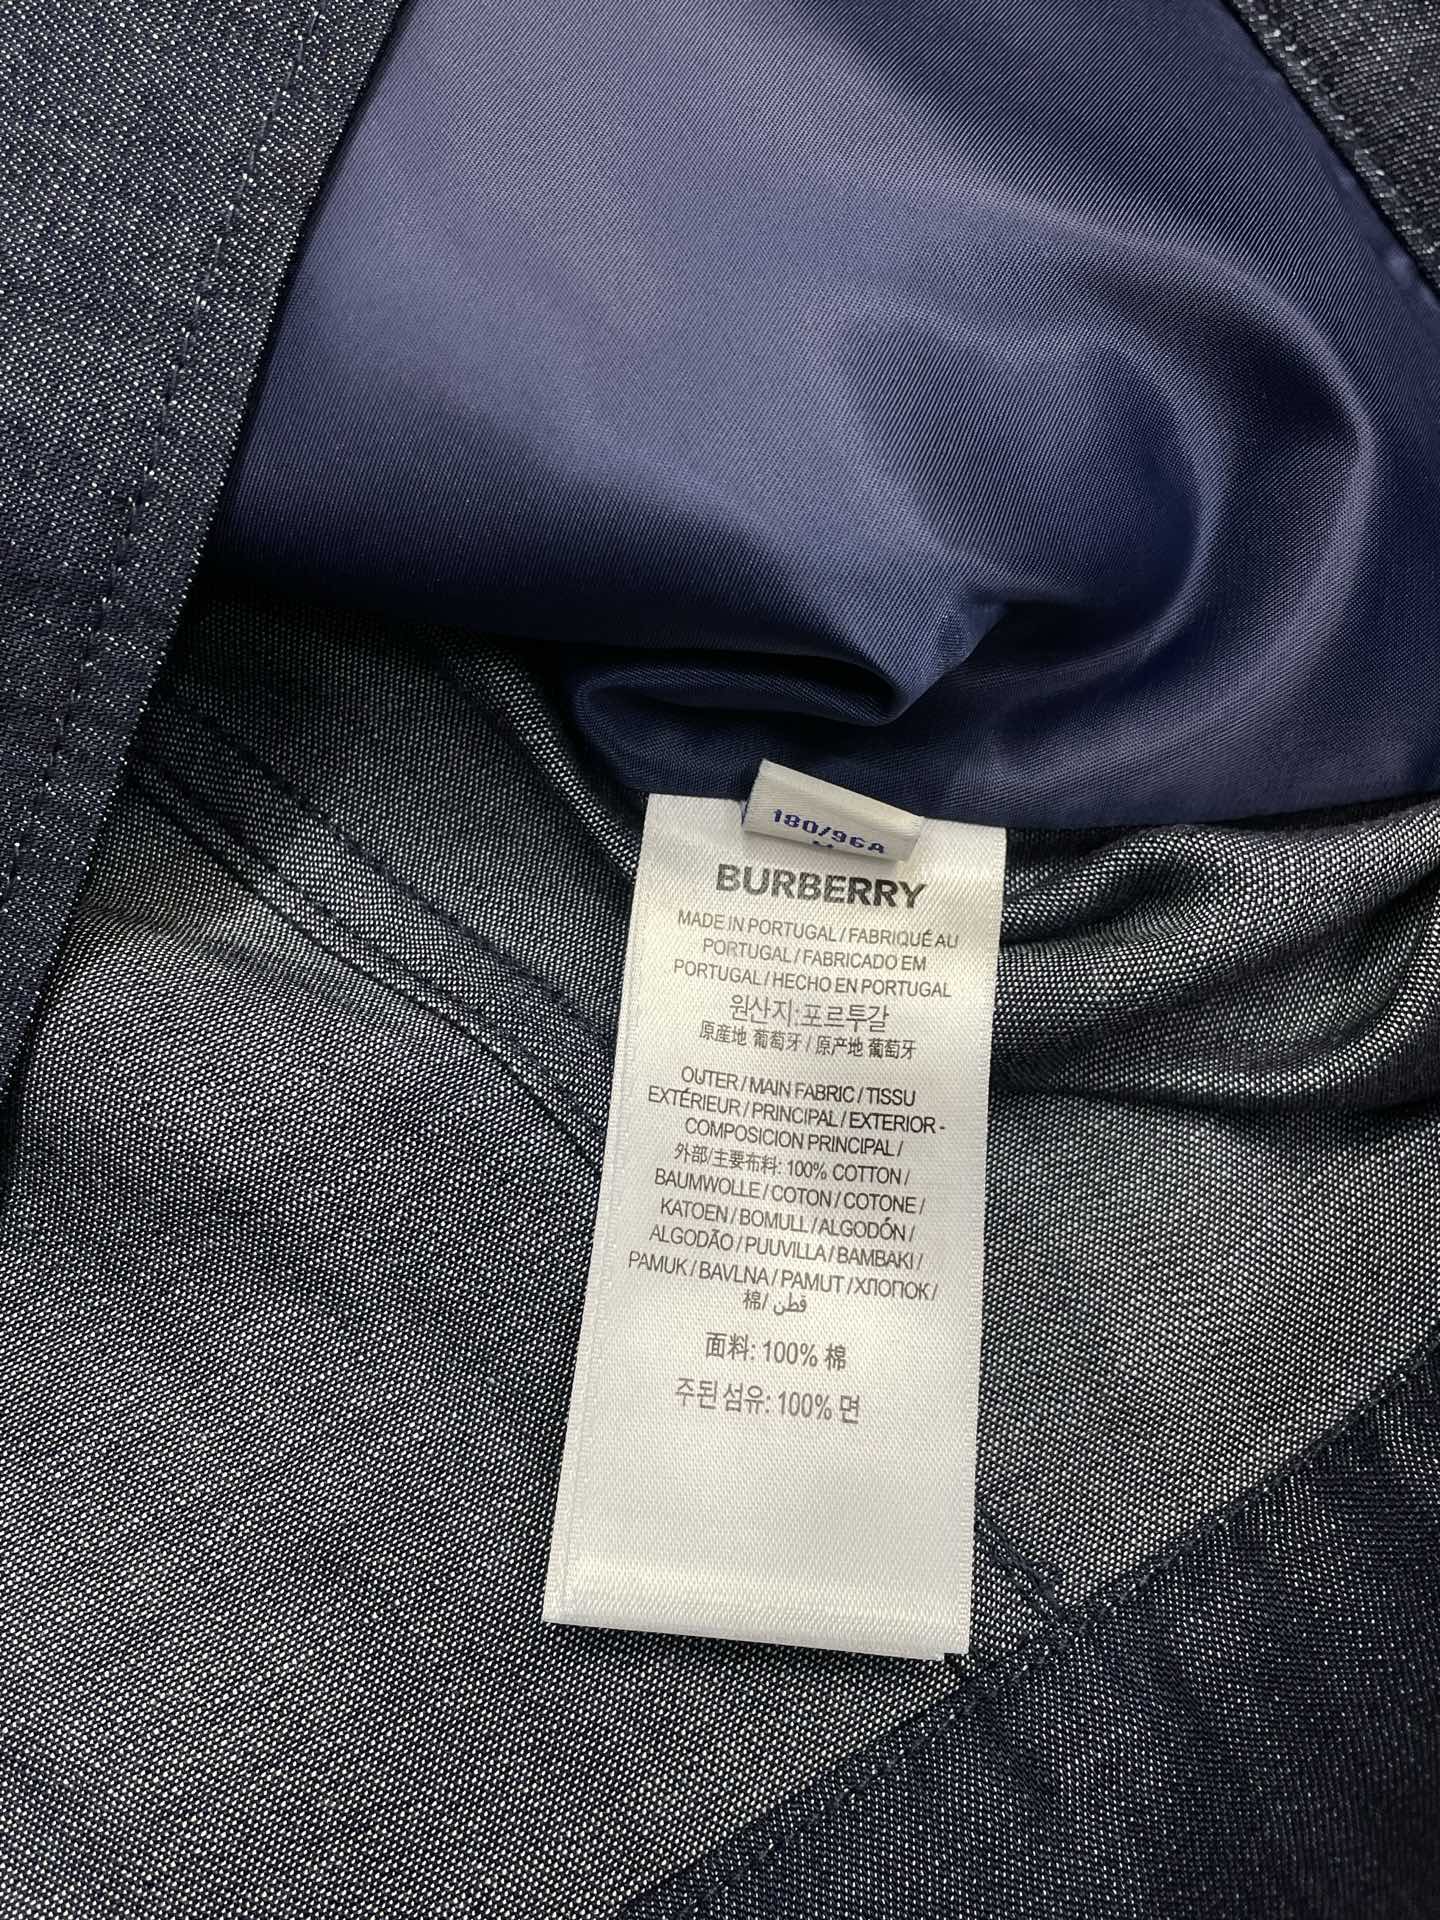 180/96A
BURBERRY
MADE IN PORTUGAL / FABRIQUÉ AU
PORTUGAL / FABRICADO EM
PORTUGAL / HECHO EN PORTUGAL
원산지:포르투갈
原産地 葡萄牙 / 原产地 葡萄牙
OUTER / MAIN FABRIC / TISSU
EXTÉRIEUR / PRINCIPAL / EXTERIOR -
COMPOSICION PRINCIPAL /
外部/主要布料: 100% COTTON /
BAUMWOLLE / COTON / COTONE /
KATOEN / BOMULL / ALGODÓN /
ALGODÃO / PUUVILLA / BAMBAKI /
PAMUK / BAVLNA / PAMUT / ХЛОПОК /
棉/ قطن
面料: 100% 棉
주된 섬유: 100% 면